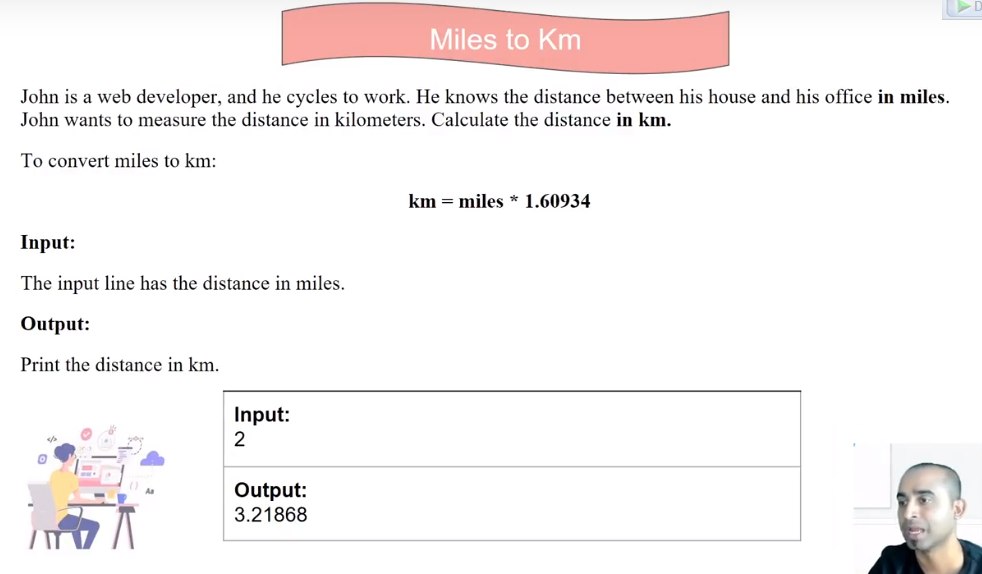 Miles to Km
John is a web developer, and he cycles to work. He knows the distance between his house and his office in miles.
John wants to measure the distance in kilometers. Calculate the distance in km.
To convert miles to km:
km = miles * 1.60934
Input:
The input line has the distance in miles.
Output:
Print the distance in km.
Input:
2
Output:
3.21868